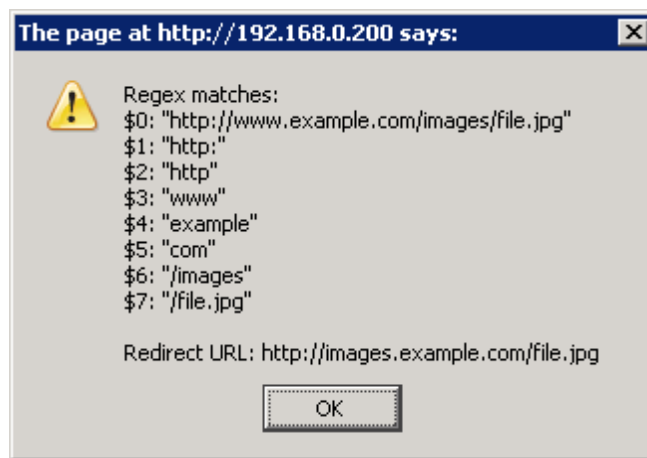 The page at http://192.168.0.200 says:
Regex matches:
$0: "http://www.example.com/images/file.jpg"
$1: "http:"
$2: "http"
$3: "www"
$4: "example"
$5: "com"
$6: "/images"
$7: "/file.jpg"
Redirect URL: http://images.example.com/file.jpg
OK